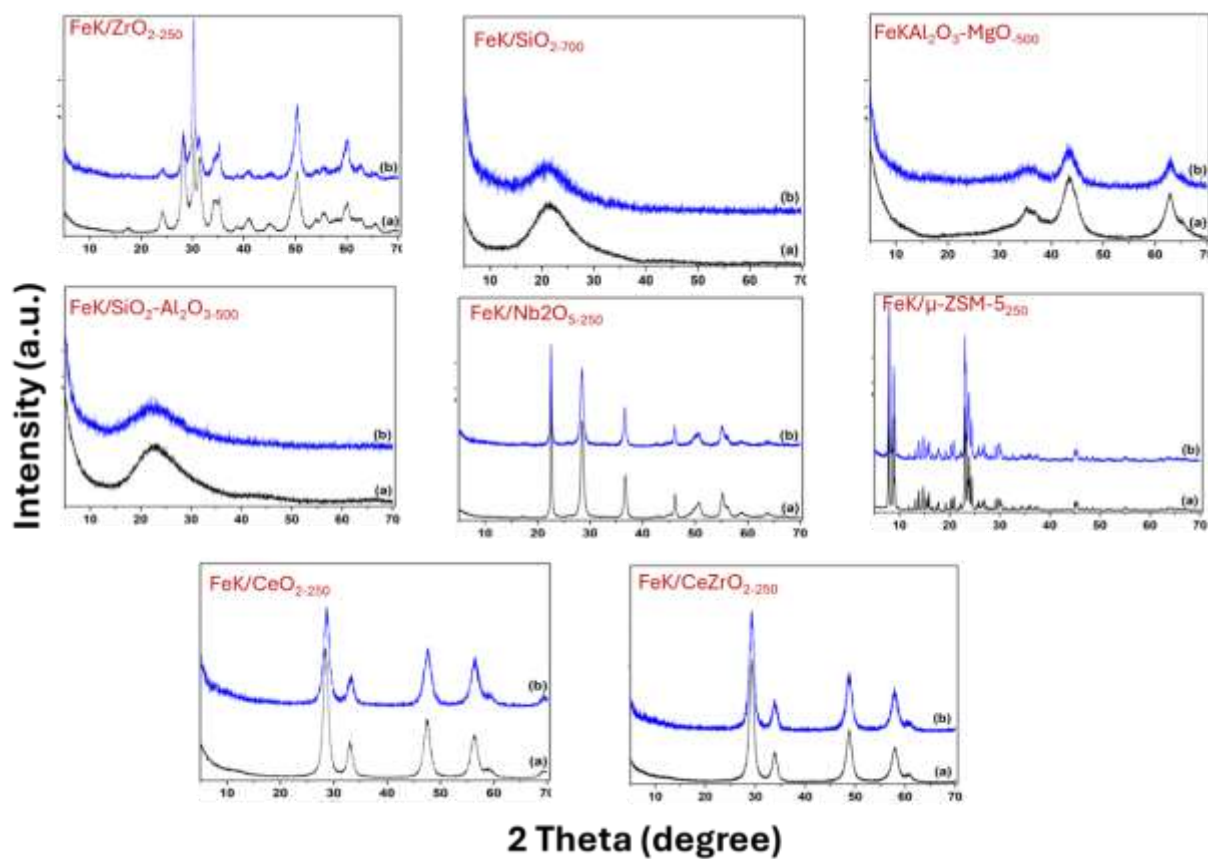 FeK/ZrO₂₋₂₅₀
(b)
(a)
10 20 30 40 50 60 70
FeK/SiO₂₋₇₀₀
(b)
(a)
10 20 30 40 50 60 70
FeKAl₂O₃-MgO₋₅₀₀
(b)
(a)
10 20 30 40 50 60 70
Intensity (a.u.)
FeK/SiO₂-Al₂O₃₋₅₀₀
(b)
(a)
10 20 30 40 50 60 70
FeK/Nb2O₅₋₂₅₀
(b)
(a)
10 20 30 40 50 60 70
FeK/µ-ZSM-5₂₅₀
(b)
(a)
10 20 30 40 50 60 70
FeK/CeO₂₋₂₅₀
(b)
(a)
10 20 30 40 50 60 70
FeK/CeZrO₂₋₂₅₀
(b)
(a)
10 20 30 40 50 60 70
2 Theta (degree)